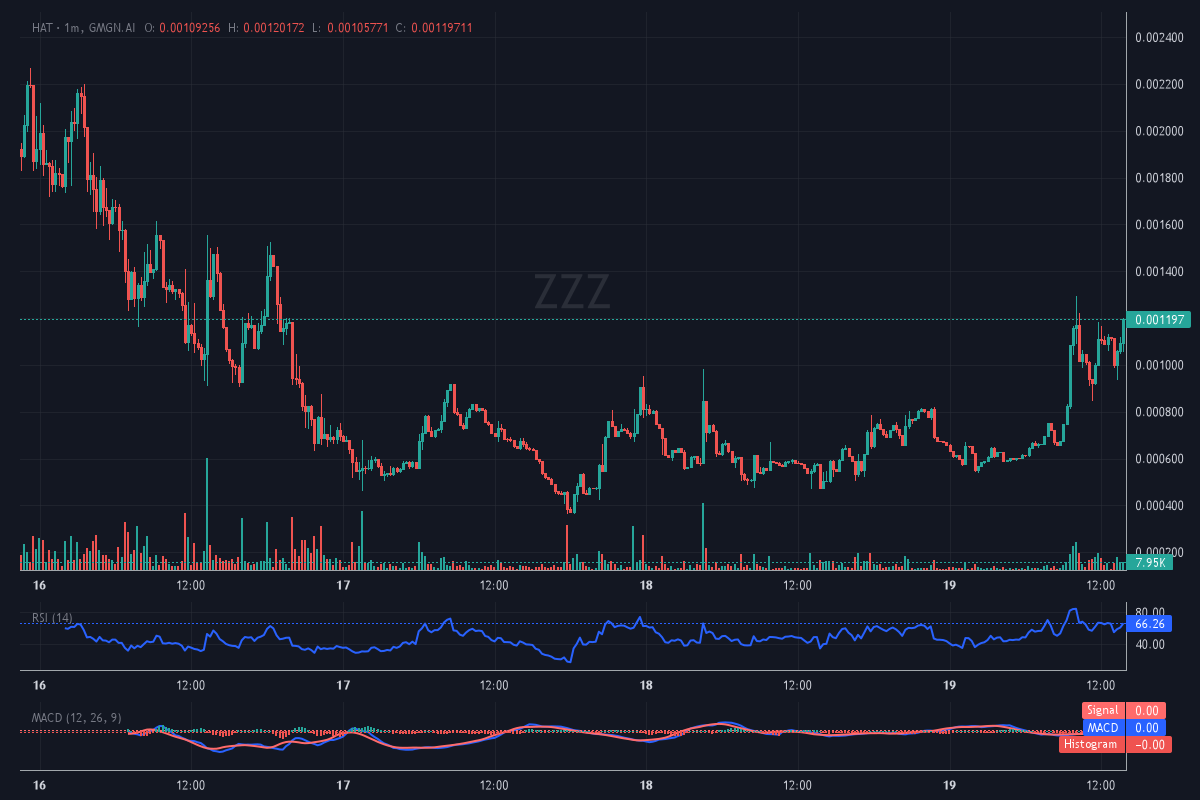 HAT · 1m, GMGN.AI O: 0.00109256 H: 0.00120172 L: 0.00105771 C: 0.00119711
0.002400
0.002200
0.002000
0.001800
0.001600
0.001400
ZZZ
0.001197
0.001000
0.000800
0.000600
0.000400
0.000200
7.95K
16 12:00 17 12:00 18 12:00 19 12:00
RSI (14)
80.00
66.26
40.00
16 12:00 17 12:00 18 12:00 19 12:00
MACD (12, 26, 9)
Signal 0.00
MACD 0.00
Histogram −0.00
16 12:00 17 12:00 18 12:00 19 12:00